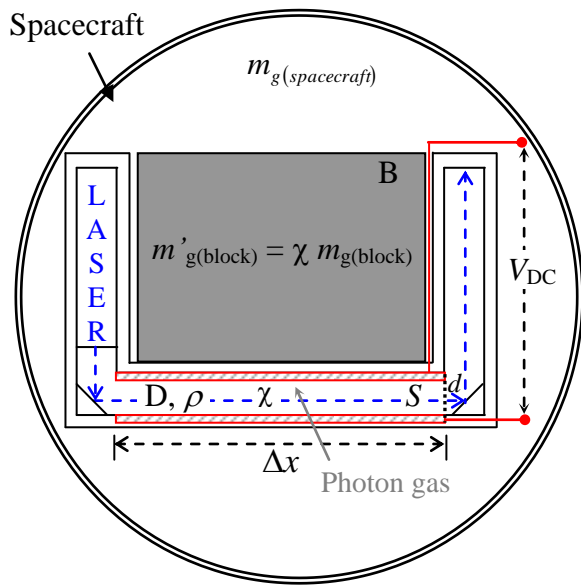 Spacecraft
m_g(spacecraft)
B
L
A
S
E
R
m'_g(block) = χ m_g(block)
V_DC
D, ρ χ S d
Δx
Photon gas